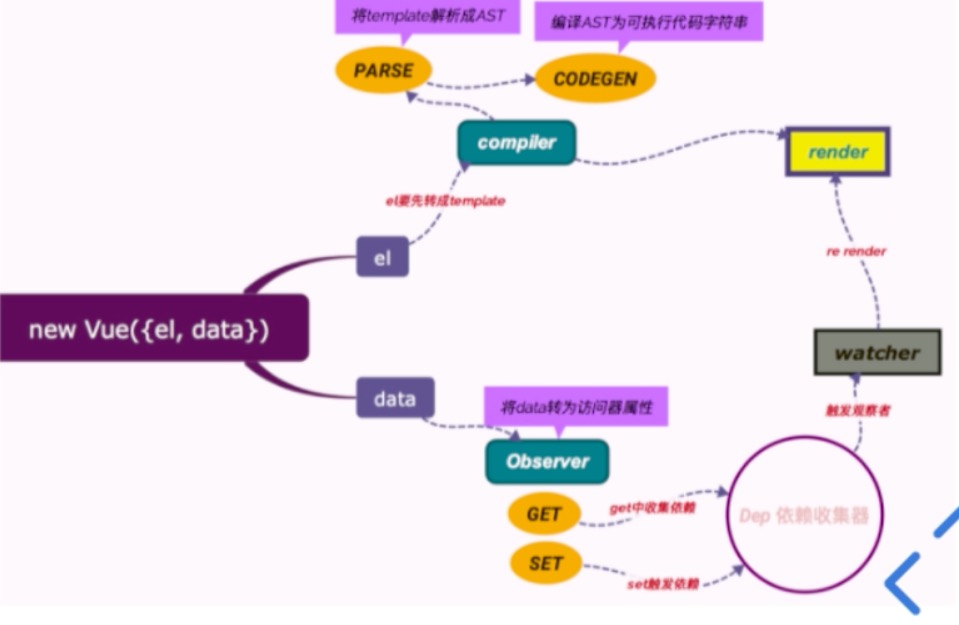 将template解析成AST
编译AST为可执行代码字符串
PARSE
CODEGEN
compiler
render
el要先转成template
el
re render
new Vue({el, data})
watcher
data
将data转为访问器属性
触发观察者
Observer
GET
get中收集依赖
Dep 依赖收集器
SET
set触发依赖